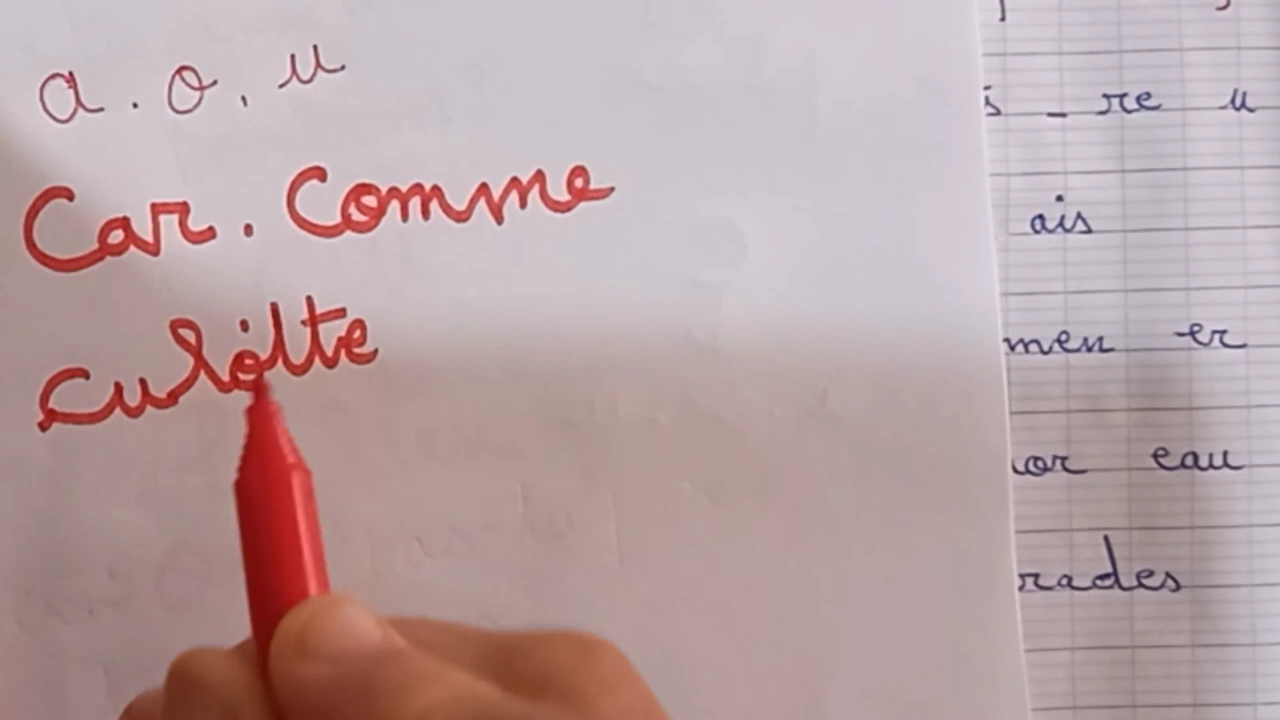 a . o . u
Car . Comme
culotte
_ re u
ais
men er
or eau
rades